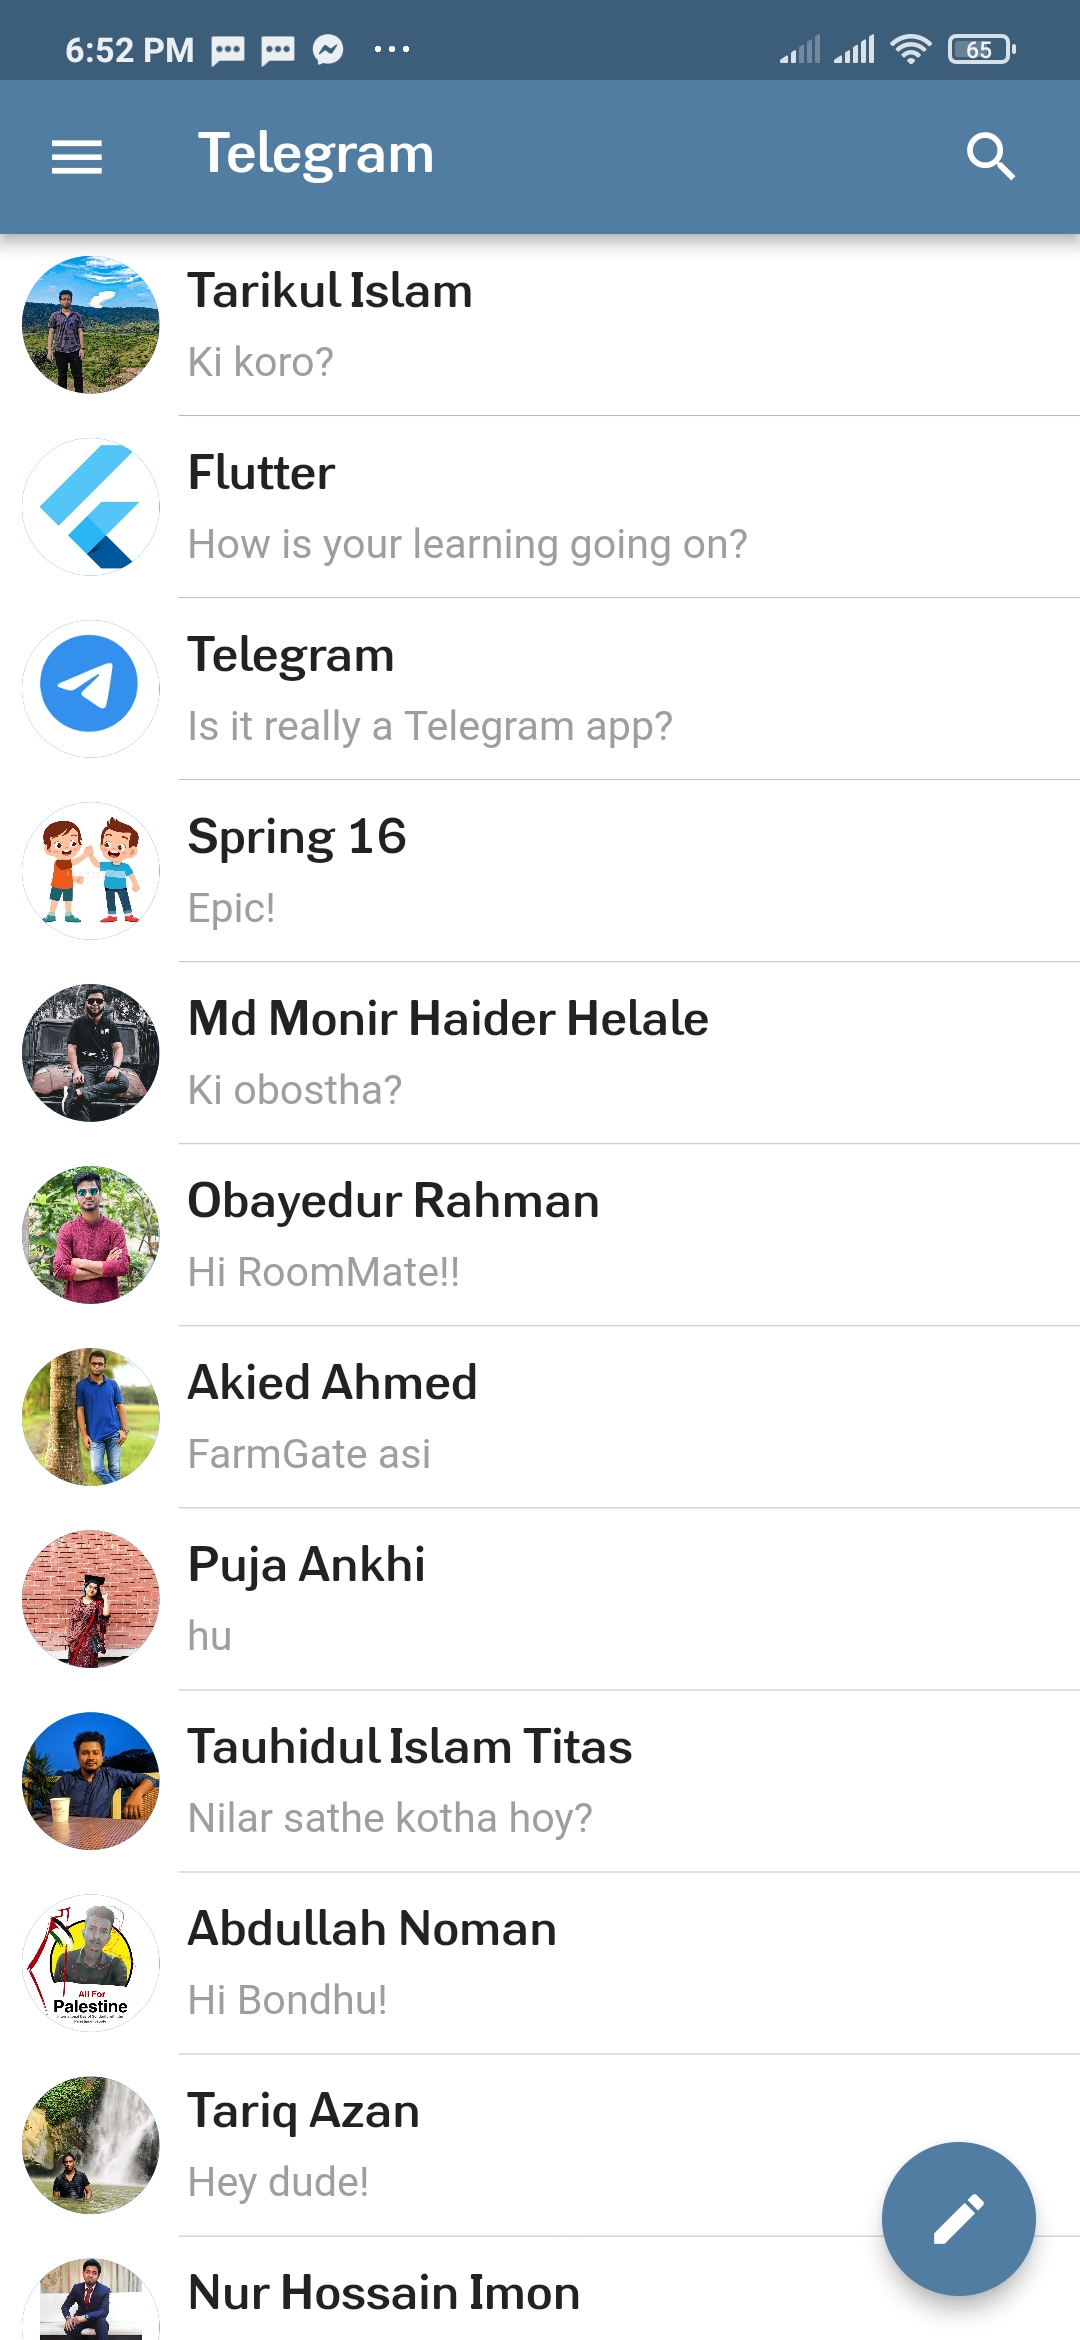 6:52 PM
65
Telegram
Tarikul Islam
Ki koro?
Flutter
How is your learning going on?
Telegram
Is it really a Telegram app?
Spring 16
Epic!
Md Monir Haider Helale
Ki obostha?
Obayedur Rahman
Hi RoomMate!!
Akied Ahmed
FarmGate asi
Puja Ankhi
hu
Tauhidul Islam Titas
Nilar sathe kotha hoy?
Abdullah Noman
Hi Bondhu!
All For
Palestine
Tariq Azan
Hey dude!
Nur Hossain Imon